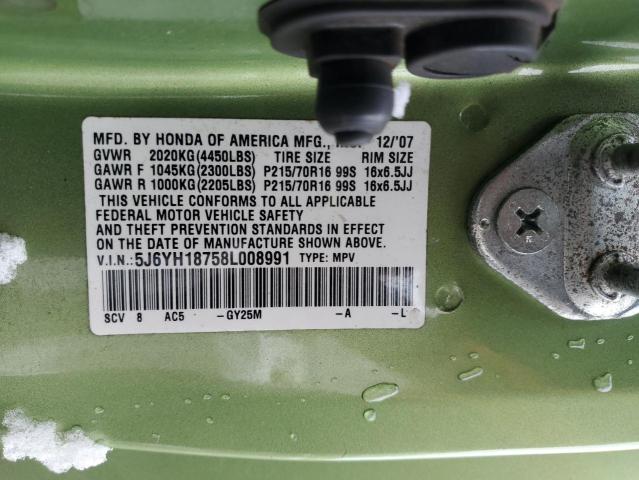 MFD. BY HONDA OF AMERICA MFG., 12/'07
GVWR 2020KG(4450LBS) TIRE SIZE RIM SIZE
GAWR F 1045KG(2300LBS) P215/70R16 99S 16x6.5JJ
GAWR R 1000KG(2205LBS) P215/70R16 99S 16x6.5JJ
THIS VEHICLE CONFORMS TO ALL APPLICABLE
FEDERAL MOTOR VEHICLE SAFETY
AND THEFT PREVENTION STANDARDS IN EFFECT
ON THE DATE OF MANUFACTURE SHOWN ABOVE.
V.I.N.:5J6YH18758L008991 TYPE: MPV
SCV 8 AC5 -GY25M -A -L